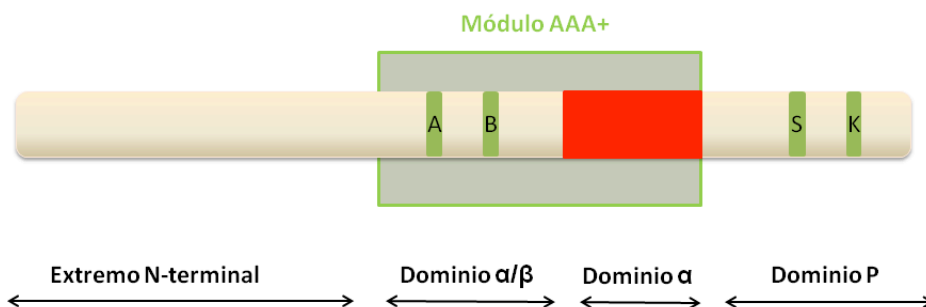 Módulo AAA+
A B S K
Extremo N-terminal Dominio α/β Dominio α Dominio P